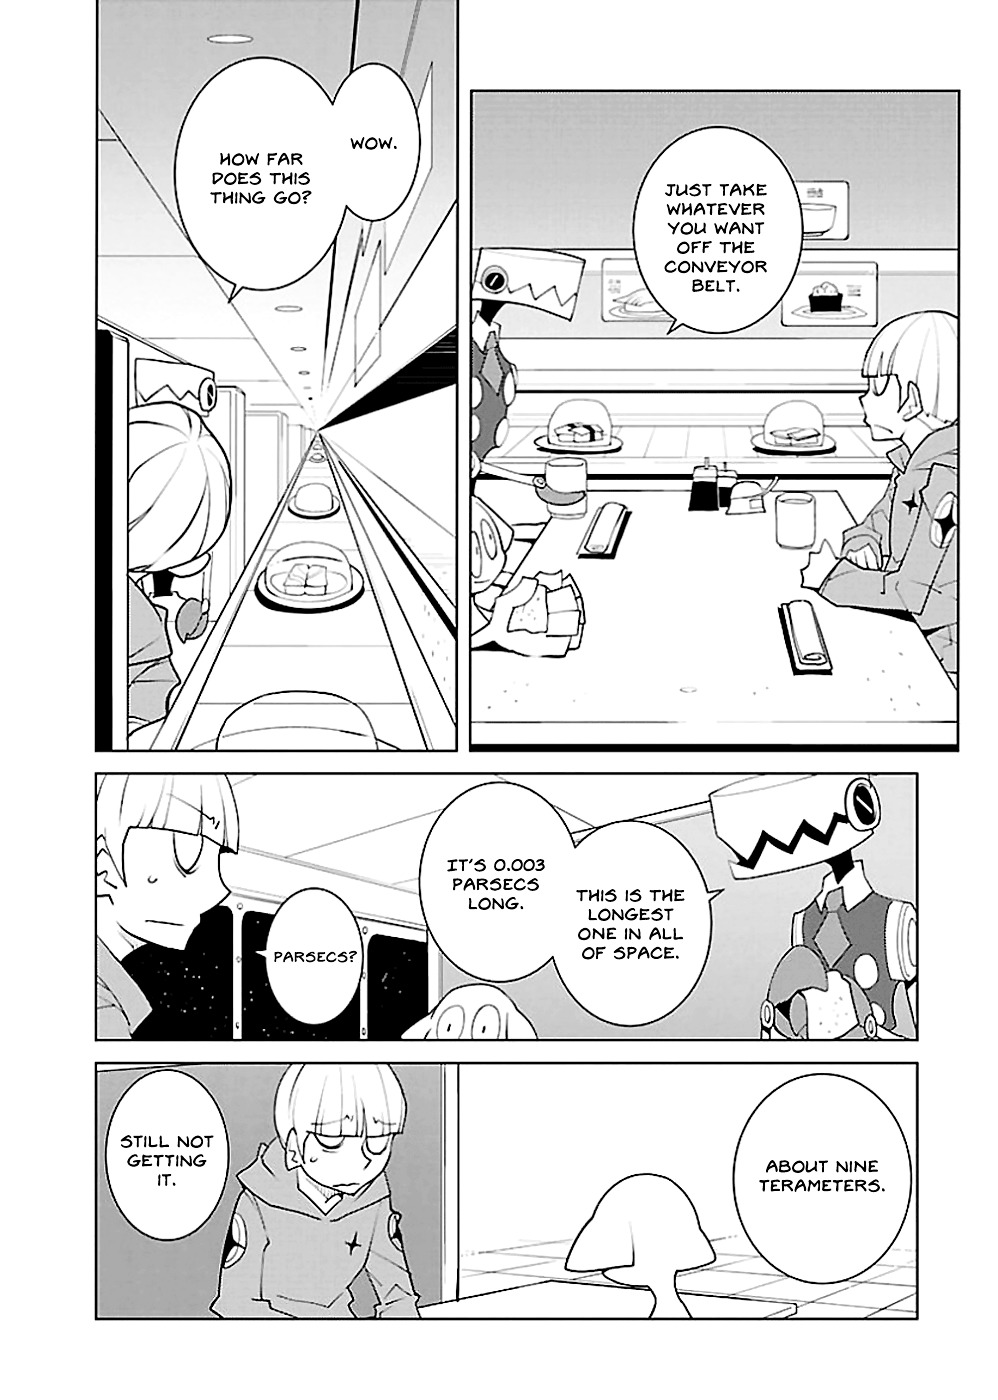 JUST TAKE
WHATEVER
YOU WANT
OFF THE
CONVEYOR
BELT.
WOW.
HOW FAR
DOES THIS
THING GO?
THIS IS THE
LONGEST
ONE IN ALL
OF SPACE.
IT'S 0.003
PARSECS
LONG.
PARSECS?
ABOUT NINE
TERAMETERS.
STILL NOT
GETTING
IT.